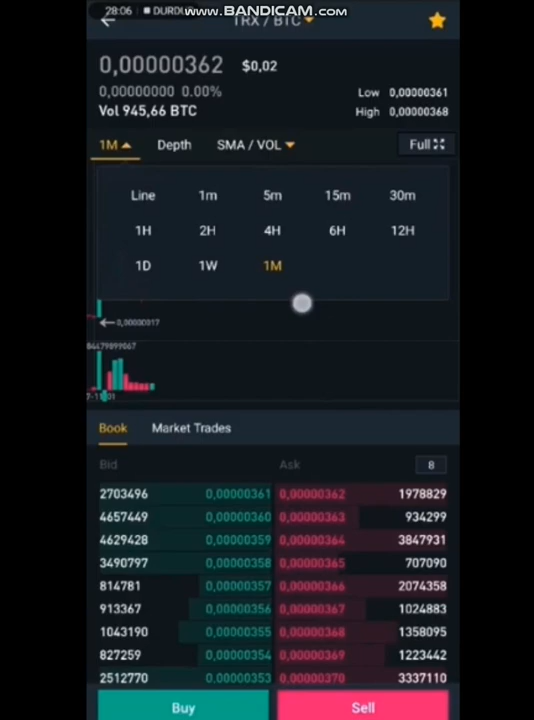 28:06 ■ DURDU
www.BANDICAM.com
TRX / BTC
0,00000362 $0,02
0,00000000 0.00%
Low 0,00000361
Vol 945,66 BTC
High 0,00000368
1M Depth SMA / VOL Full
Line 1m 5m 15m 30m
1H 2H 4H 6H 12H
1D 1W 1M
0,00000017
84479899067
Book Market Trades
Bid Ask 8
2703496 0,00000361 0,00000362 1978829
4657449 0,00000360 0,00000363 934299
4629428 0,00000359 0,00000364 3847931
3490797 0,00000358 0,00000365 707090
814781 0,00000357 0,00000366 2074358
913367 0,00000356 0,00000367 1024883
1043190 0,00000355 0,00000368 1358095
827259 0,00000354 0,00000369 1223442
2512770 0,00000353 0,00000370 3337110
Buy Sell